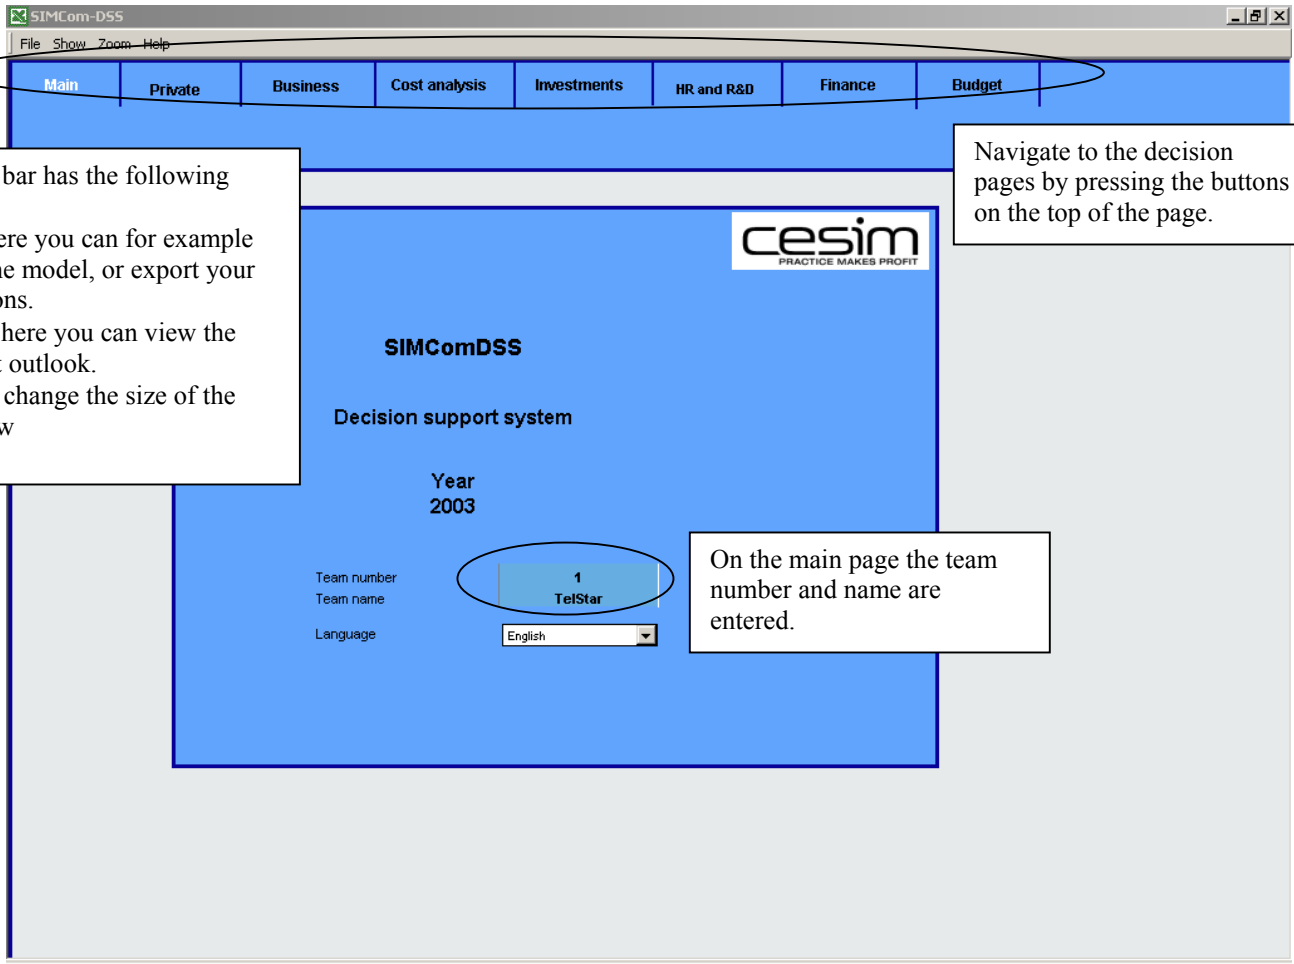 SIMCom-DSS
File Show Zoom Help
Main Private Business Cost analysis Investments HR and R&D Finance Budget
Navigate to the decision
pages by pressing the buttons
on the top of the page.
bar has the following
ere you can for example
ne model, or export your
ons.
here you can view the
t outlook.
change the size of the
w
cesim
PRACTICE MAKES PROFIT
SIMComDSS
Decision support system
Year
2003
Team number 1
Team name TelStar
Language English
On the main page the team
number and name are
entered.